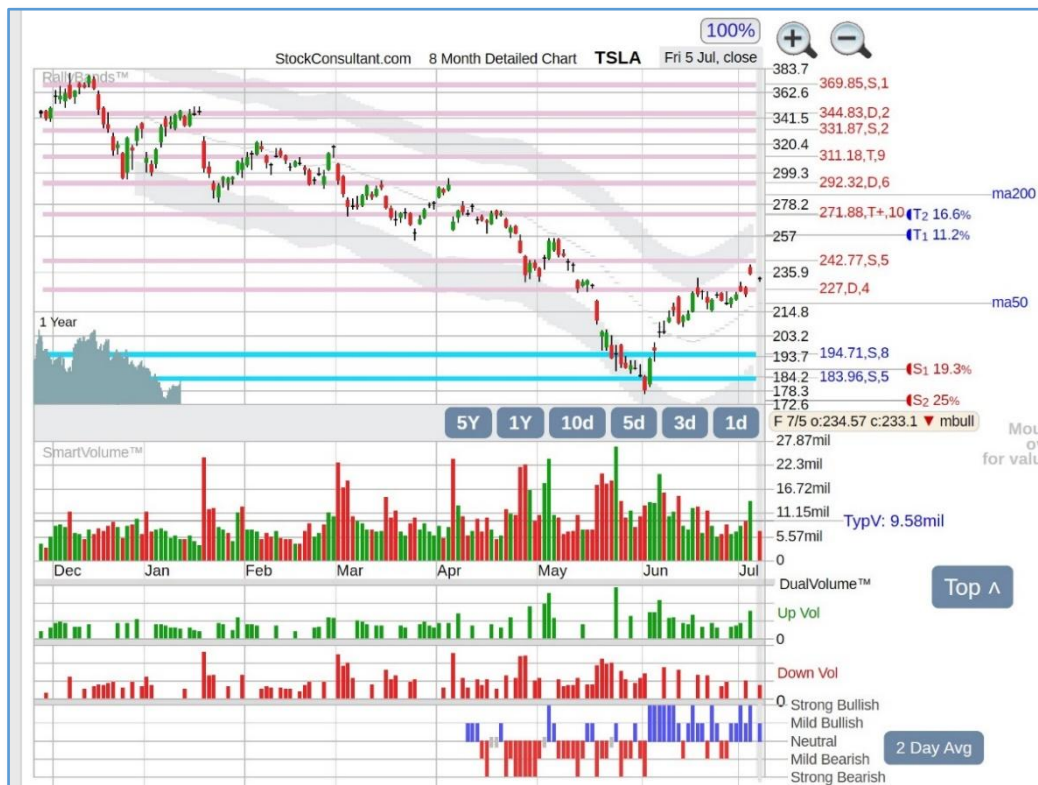 100%
StockConsultant.com 8 Month Detailed Chart TSLA Fri 5 Jul, close
RallyBands™
383.7
369.85,S,1
362.6
344.83,D,2
341.5
331.87,S,2
320.4
311.18,T,9
299.3
292.32,D,6
ma200
278.2
271.88,T+,10 T2 16.6%
257
T1 11.2%
242.77,S,5
235.9
227,D,4
ma50
214.8
1 Year
203.2
194.71,S,8
193.7
S1 19.3%
184.2
183.96,S,5
178.3
S2 25%
172.6
5Y 1Y 10d 5d 3d 1d
F 7/5 o:234.57 c:233.1 ▼ mbull
Mou
27.87mil
o
SmartVolume™
22.3mil
for valu
16.72mil
11.15mil
TypV: 9.58mil
5.57mil
0
Dec Jan Feb Mar Apr May Jun Jul
DualVolume™
Top ∧
Up Vol
0
Down Vol
0
Strong Bullish
Mild Bullish
Neutral
2 Day Avg
Mild Bearish
Strong Bearish